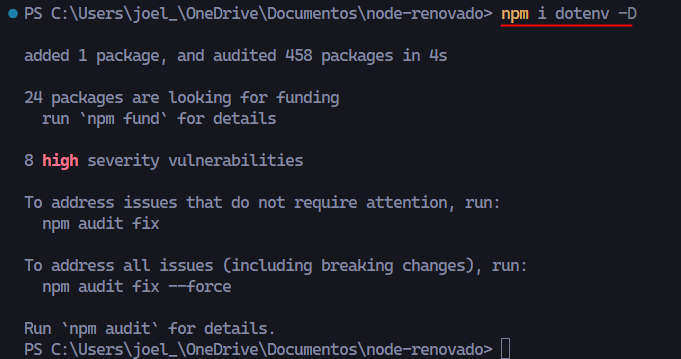 PS C:\Users\joel_\OneDrive\Documentos\node-renovado> npm i dotenv -D
added 1 package, and audited 458 packages in 4s
24 packages are looking for funding
run `npm fund` for details
8 high severity vulnerabilities
To address issues that do not require attention, run:
npm audit fix
To address all issues (including breaking changes), run:
npm audit fix --force
Run `npm audit` for details.
PS C:\Users\joel_\OneDrive\Documentos\node-renovado>